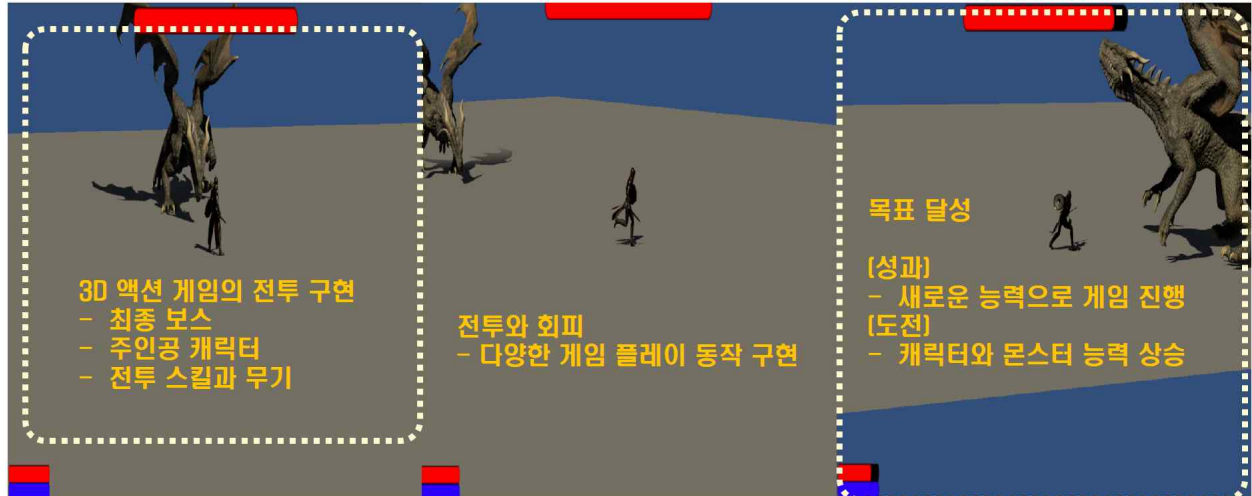 3D 액션 게임의 전투 구현
- 최종 보스
- 주인공 캐릭터
- 전투 스킬과 무기
전투와 회피
- 다양한 게임 플레이 동작 구현
목표 달성
(성과)
- 새로운 능력으로 게임 진행
(도전)
- 캐릭터와 몬스터 능력 상승